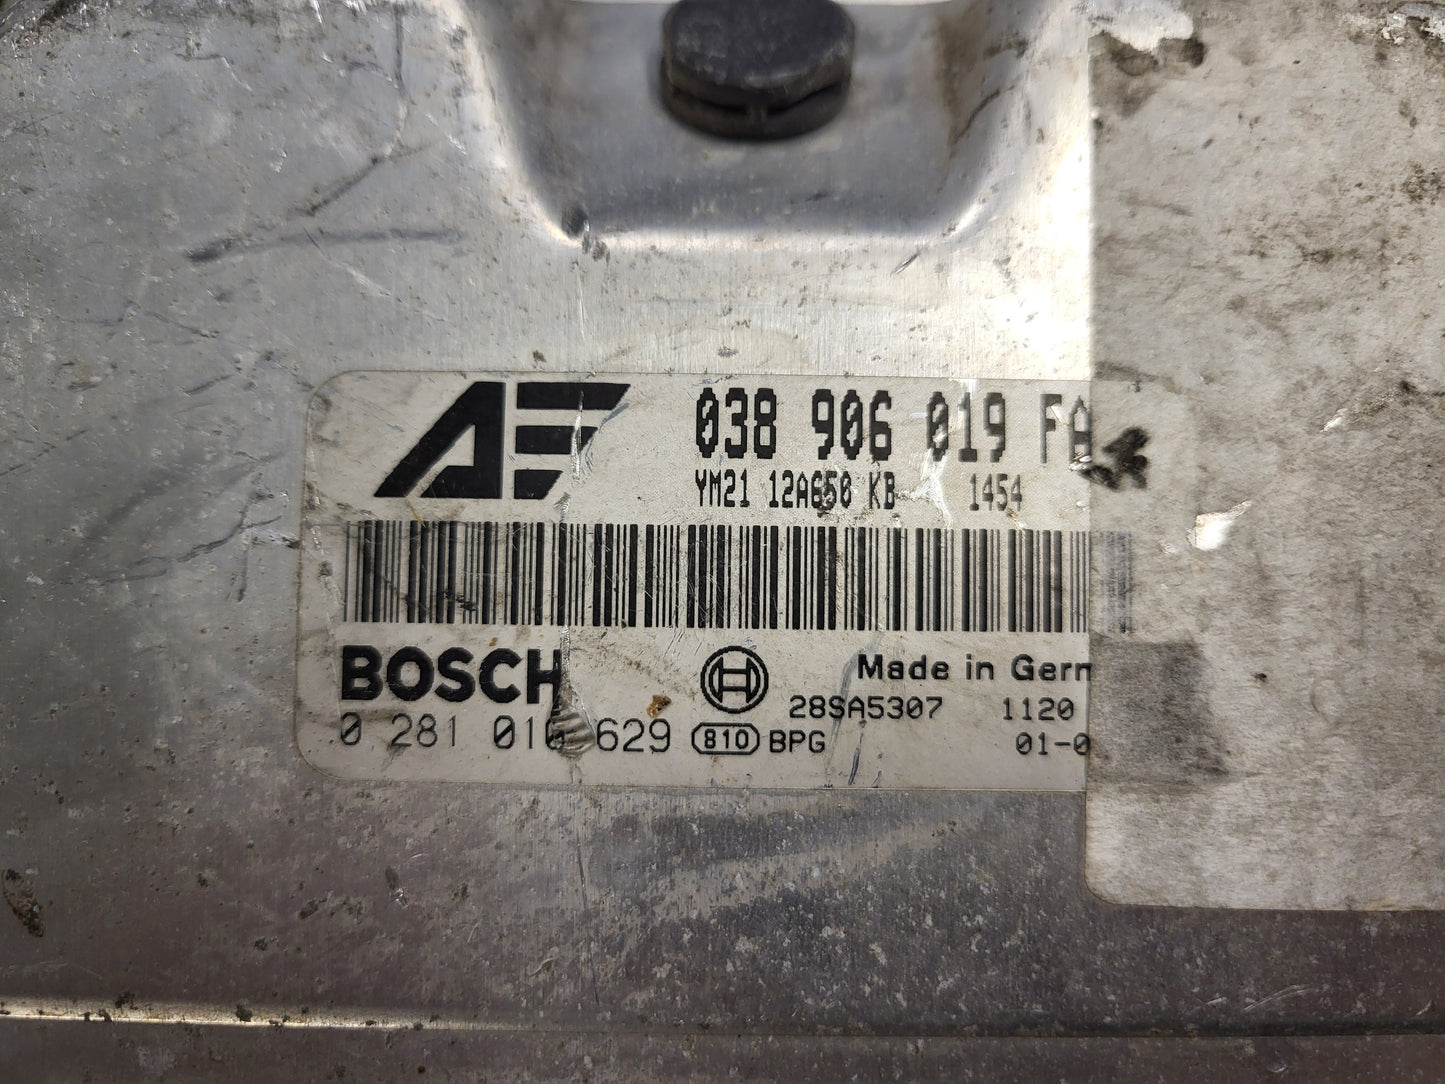 038 906 019 FA
YM21 12A650 KB 1454
BOSCH
Made in Germ
28SA5307 1120
0 281 010 629 810 BPG
01-0